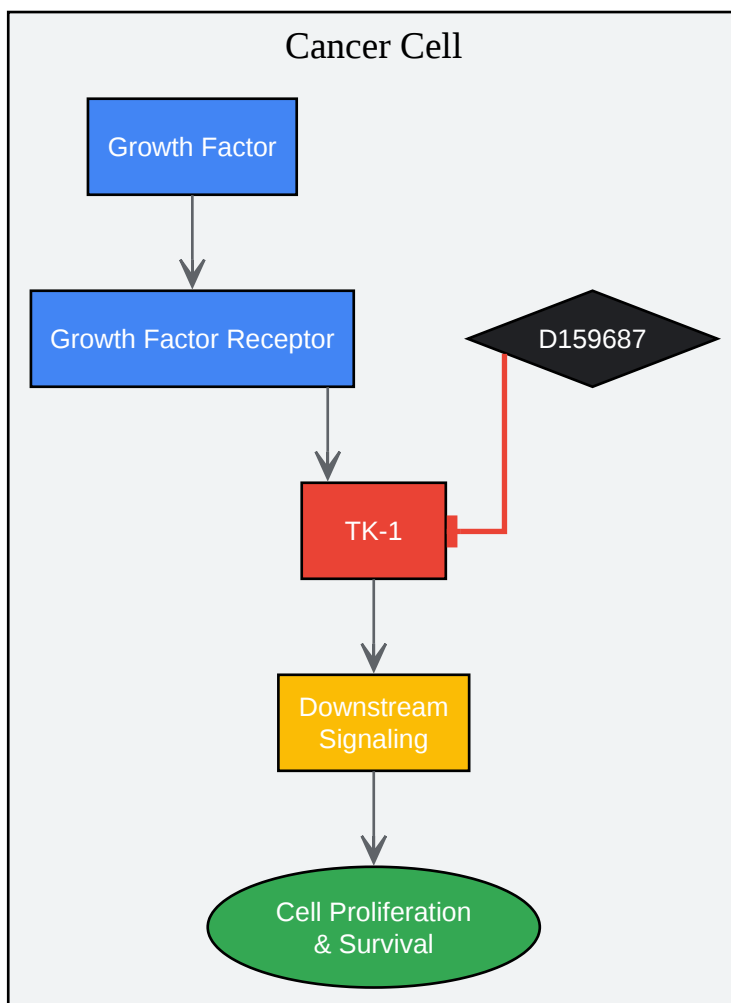 Cancer Cell
Growth Factor
Growth Factor Receptor
D159687
TK-1
Downstream
Signaling
Cell Proliferation
& Survival